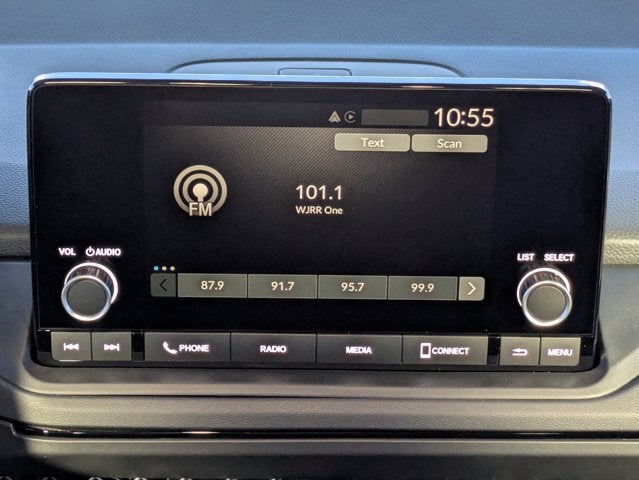 10:55
Text Scan
FM
101.1
WJRR One
VOL AUDIO
LIST SELECT
87.9 91.7 95.7 99.9
PHONE RADIO MEDIA CONNECT MENU